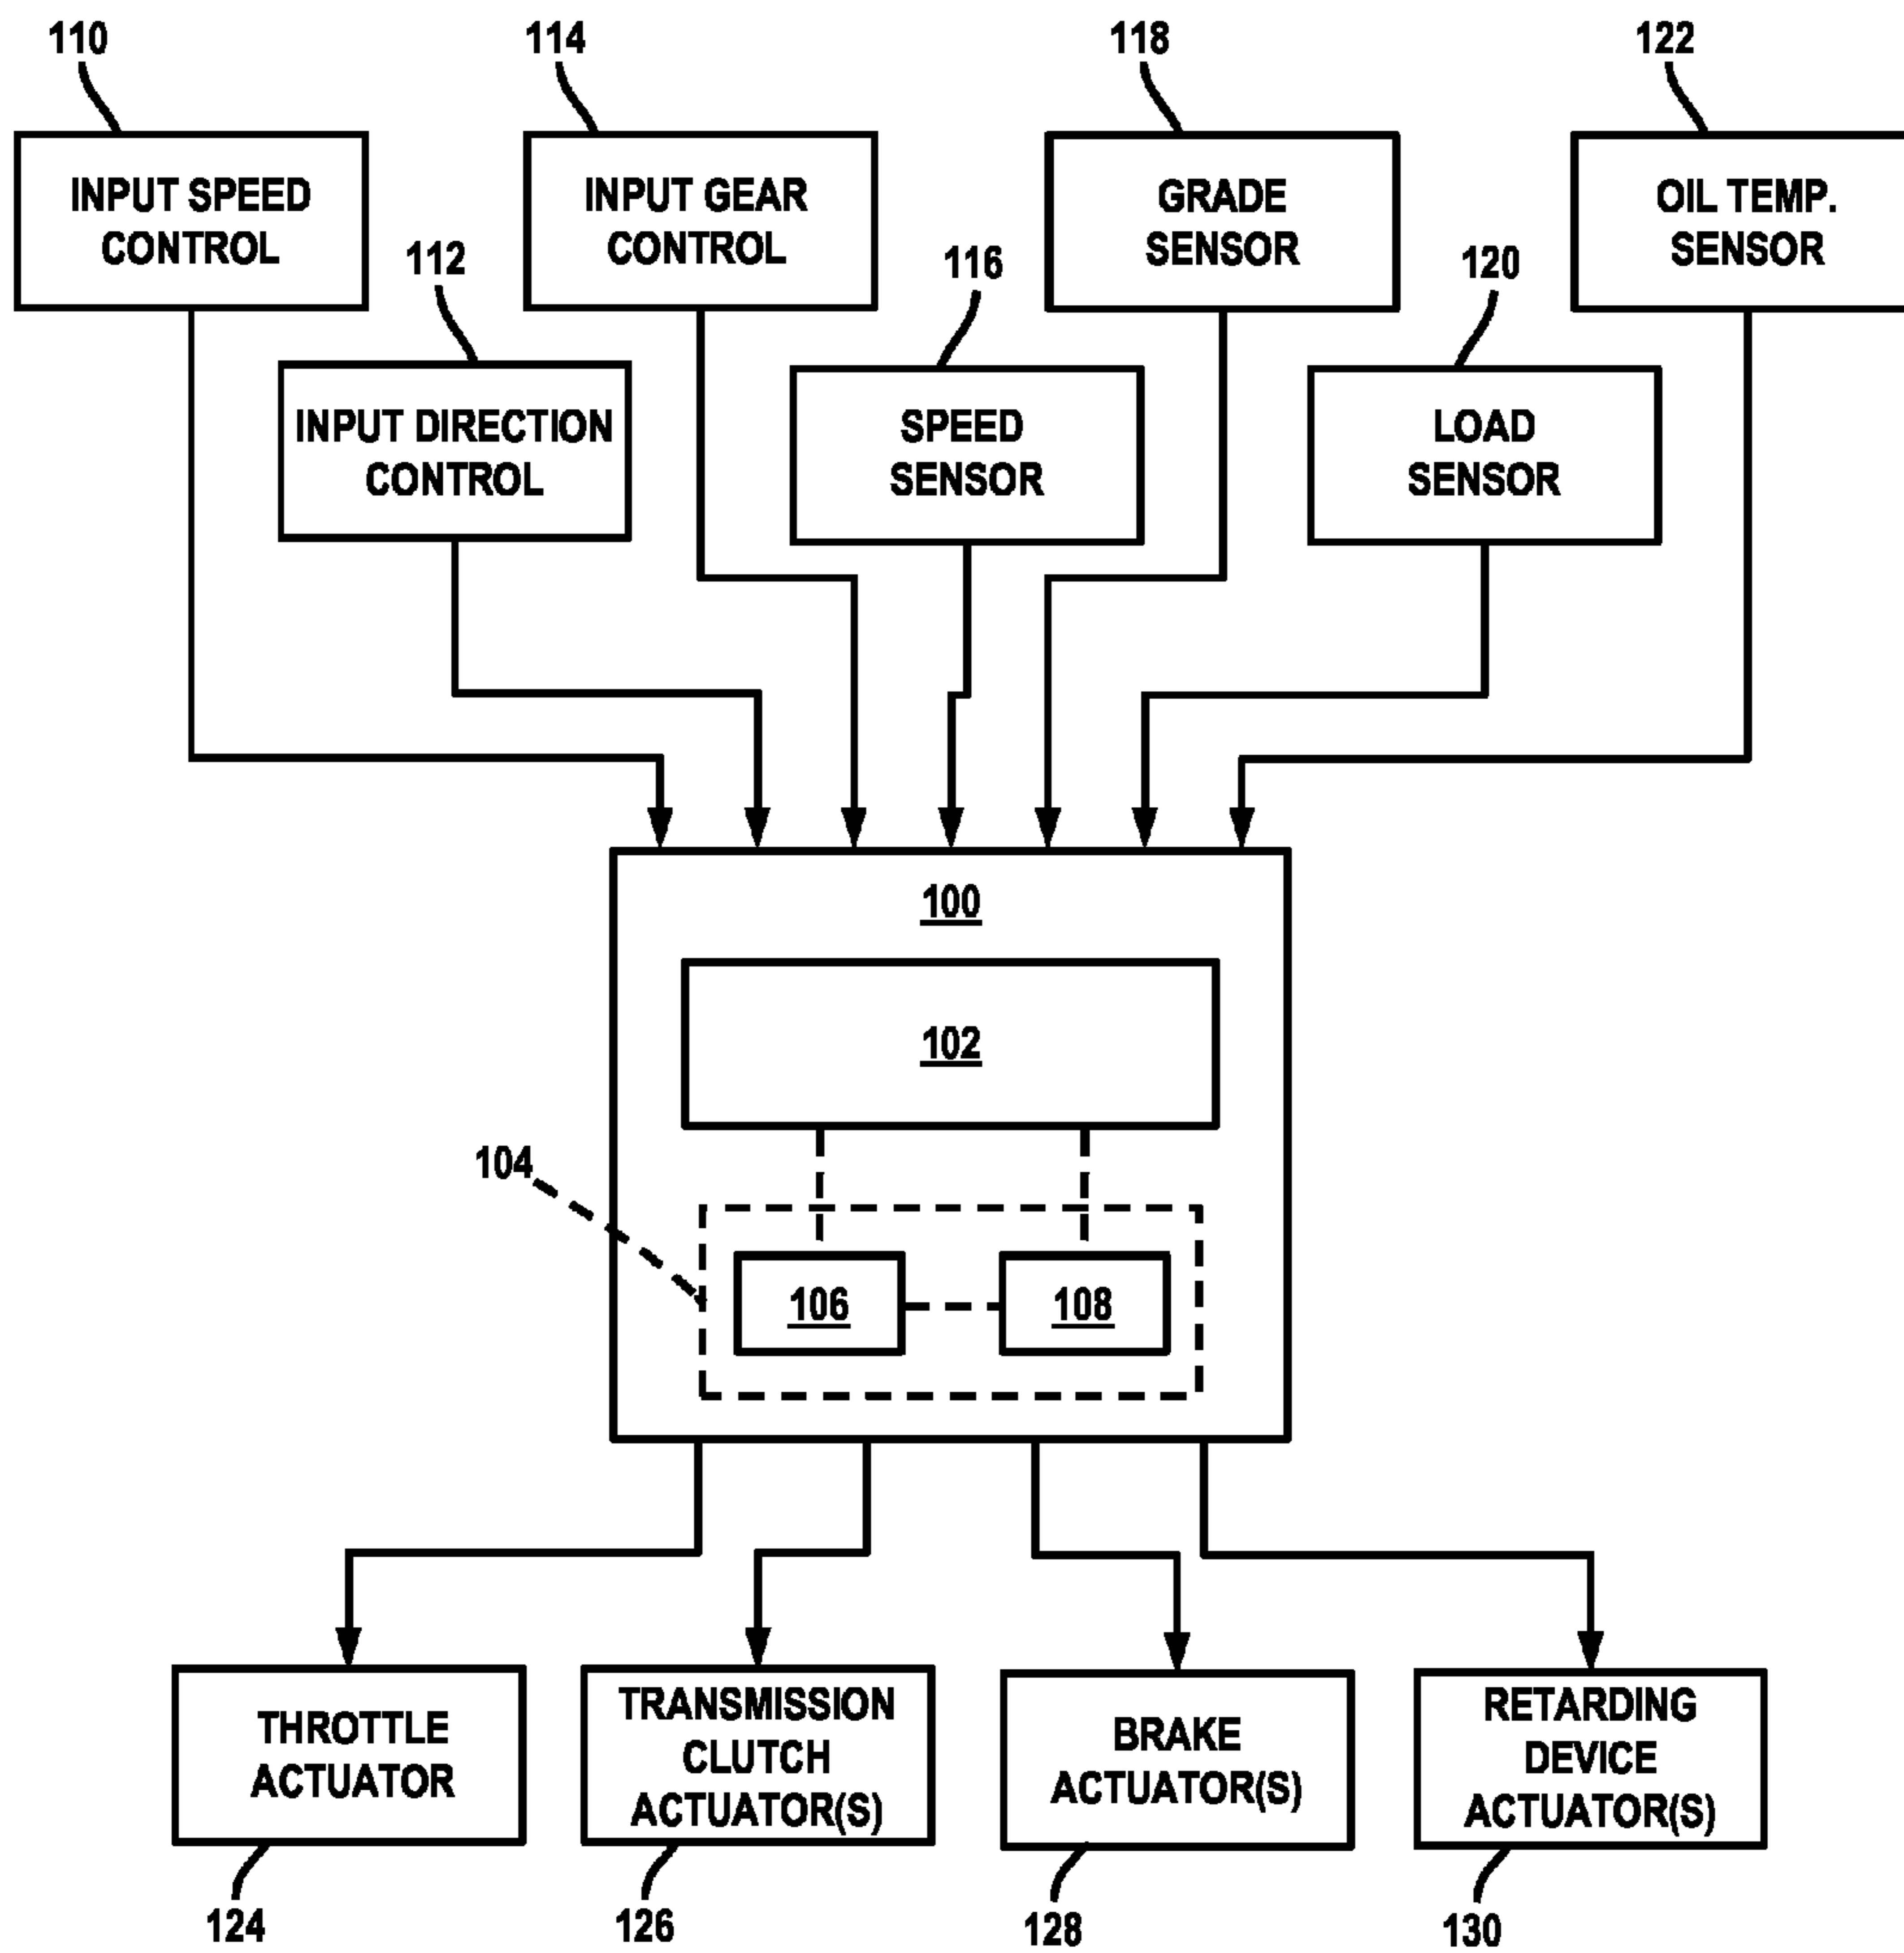 110
114
118
122
INPUT SPEED
CONTROL
INPUT GEAR
CONTROL
GRADE
SENSOR
OIL TEMP.
SENSOR
112
116
120
INPUT DIRECTION
CONTROL
SPEED
SENSOR
LOAD
SENSOR
100
102
104
106
108
THROTTLE
ACTUATOR
TRANSMISSION
CLUTCH
ACTUATOR(S)
BRAKE
ACTUATOR(S)
RETARDING
DEVICE
ACTUATOR(S)
124
126
128
130